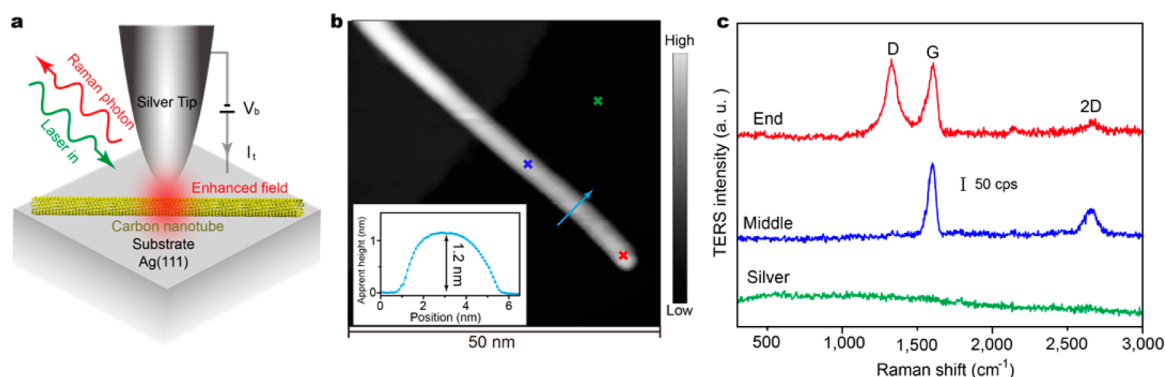 a
Raman photon
Laser in
Silver Tip
V_b
I_t
Enhanced field
Carbon nanotube
Substrate
Ag(111)
b
High
Low
Apprent height (nm)
1
0
1.2 nm
0 2 4 6
Position (nm)
50 nm
c
TERS intensity (a. u. )
D
G
2D
End
50 cps
Middle
Silver
500 1,000 1,500 2,000 2,500 3,000
Raman shift (cm⁻¹)